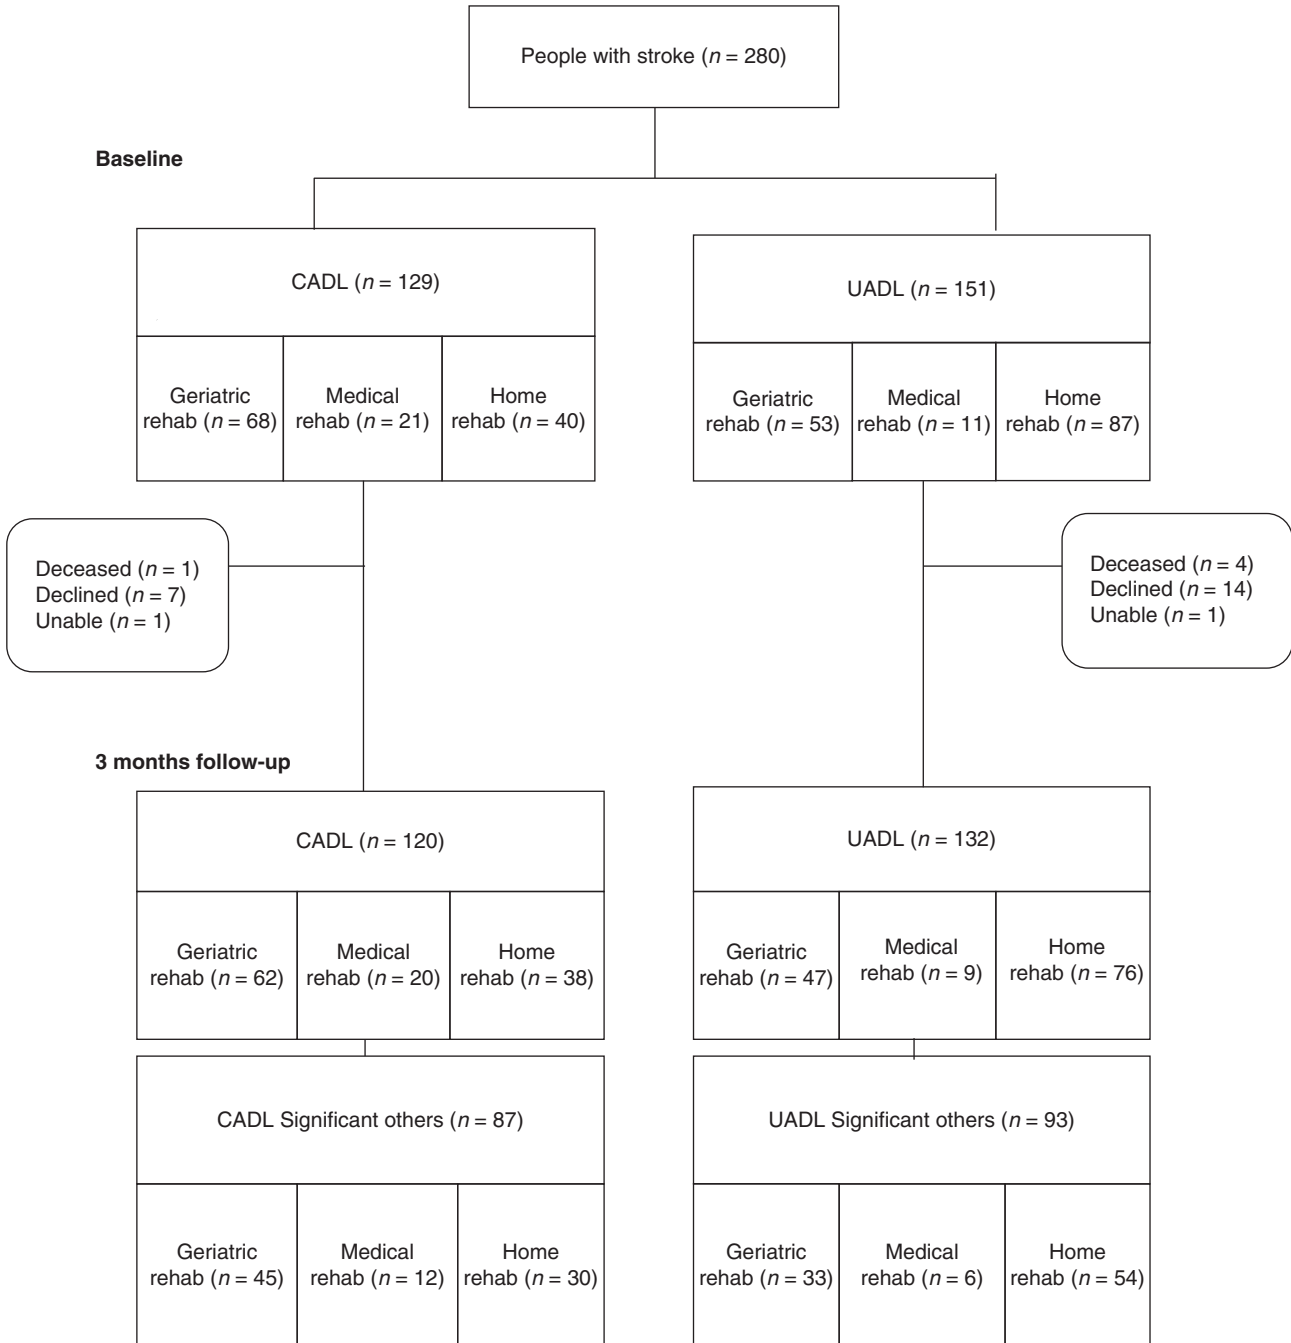 People with stroke (n = 280)
Baseline
CADL (n = 129)
UADL (n = 151)
Geriatric
rehab (n = 68)
Medical
rehab (n = 21)
Home
rehab (n = 40)
Geriatric
rehab (n = 53)
Medical
rehab (n = 11)
Home
rehab (n = 87)
Deceased (n = 1)
Declined (n = 7)
Unable (n = 1)
Deceased (n = 4)
Declined (n = 14)
Unable (n = 1)
3 months follow-up
CADL (n = 120)
UADL (n = 132)
Geriatric
rehab (n = 62)
Medical
rehab (n = 20)
Home
rehab (n = 38)
Geriatric
rehab (n = 47)
Medical
rehab (n = 9)
Home
rehab (n = 76)
CADL Significant others (n = 87)
UADL Significant others (n = 93)
Geriatric
rehab (n = 45)
Medical
rehab (n = 12)
Home
rehab (n = 30)
Geriatric
rehab (n = 33)
Medical
rehab (n = 6)
Home
rehab (n = 54)